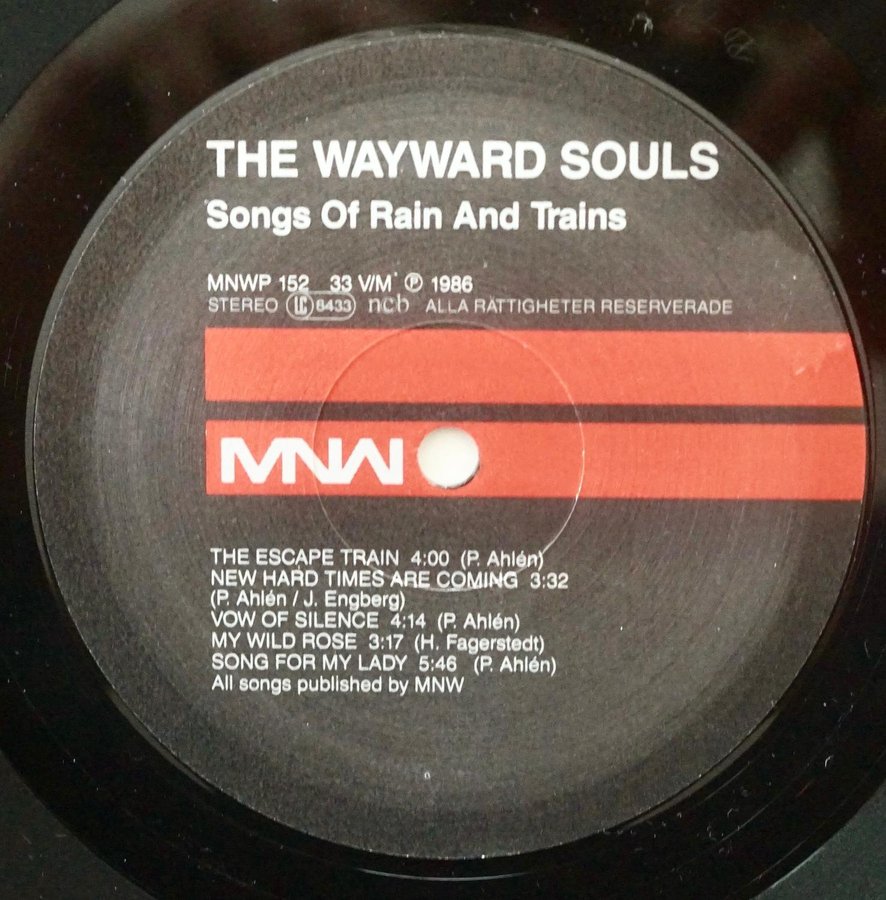 THE WAYWARD SOULS
Songs Of Rain And Trains
MNWP 152 33 V/M ℗ 1986
STEREO LC 8433 ncb ALLA RÄTTIGHETER RESERVERADE
MNW
THE ESCAPE TRAIN 4:00 (P. Ahlén)
NEW HARD TIMES ARE COMING 3:32
(P. Ahlén / J. Engberg)
VOW OF SILENCE 4:14 (P. Ahlén)
MY WILD ROSE 3:17 (H. Fagerstedt)
SONG FOR MY LADY 5:46 (P. Ahlén)
All songs published by MNW